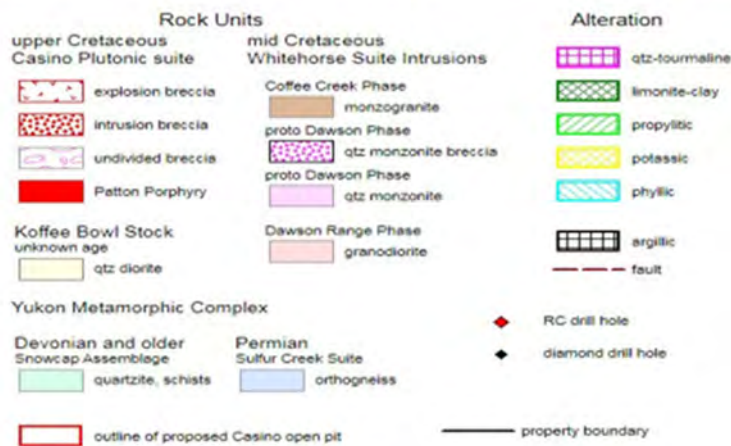 Rock Units
upper Cretaceous
Casino Plutonic suite
explosion breccia
intrusion breccia
undivided breccia
Patton Porphyry
Koffee Bowl Stock
unknown age
qtz diorite
mid Cretaceous
Whitehorse Suite Intrusions
Coffee Creek Phase
monzogranite
proto Dawson Phase
qtz monzonite breccia
proto Dawson Phase
qtz monzonite
Dawson Range Phase
granodiorite
Yukon Metamorphic Complex
Devonian and older
Snowcap Assemblage
quartzite, schists
Permian
Sulfur Creek Suite
orthogneiss
outline of proposed Casino open pit
Alteration
qtz-tourmaline
limonite-clay
propylitic
potassic
phyllic
argillic
fault
RC drill hole
diamond drill hole
property boundary